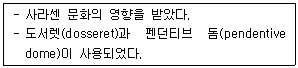 - 사라센 문화의 영향을 받았다.
- 도서렛(dosseret)과 펜던티브 돔(pendentive
dome)이 사용되었다.